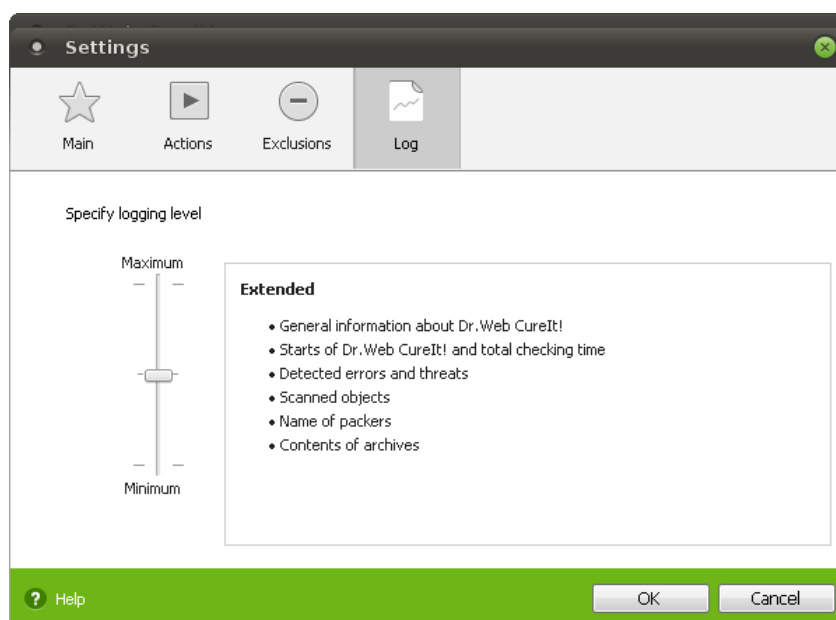 Settings
Main Actions Exclusions Log
Specify logging level
Maximum
Minimum
Extended
• General information about Dr.Web CureIt!
• Starts of Dr.Web CureIt! and total checking time
• Detected errors and threats
• Scanned objects
• Name of packers
• Contents of archives
? Help
OK Cancel